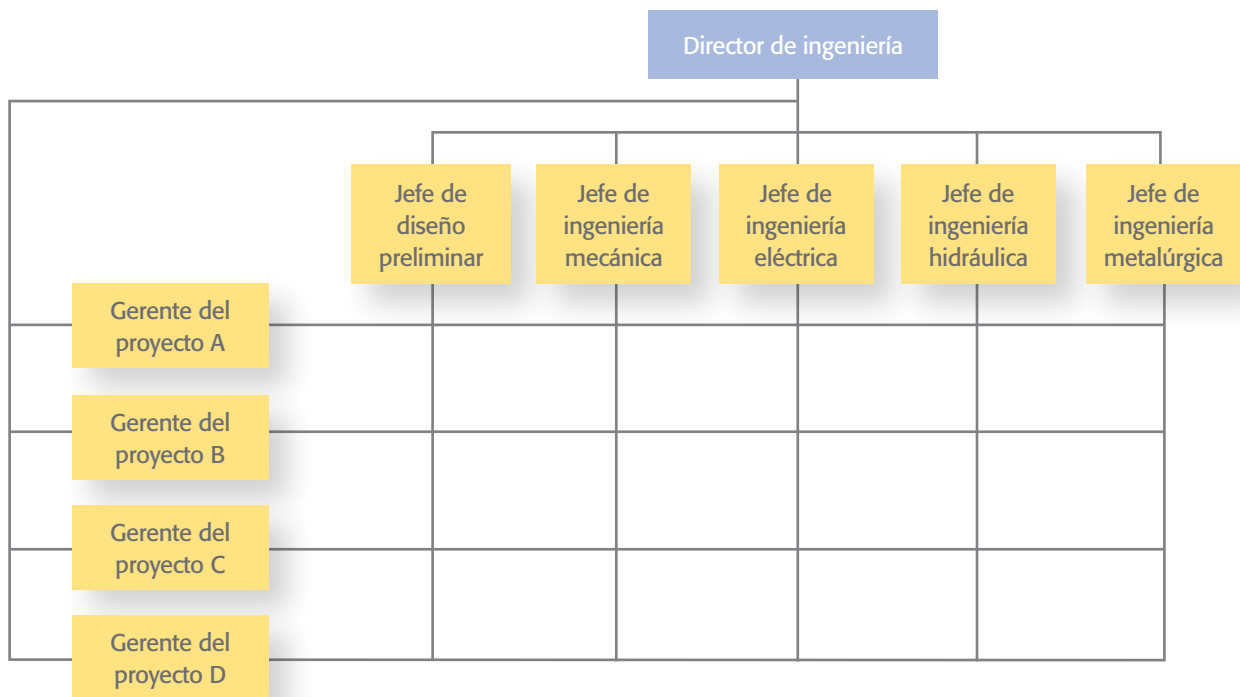 Director de ingeniería
Jefe de
diseño
preliminar
Jefe de
ingeniería
mecánica
Jefe de
ingeniería
eléctrica
Jefe de
ingeniería
hidráulica
Jefe de
ingeniería
metalúrgica
Gerente del
proyecto A
Gerente del
proyecto B
Gerente del
proyecto C
Gerente del
proyecto D